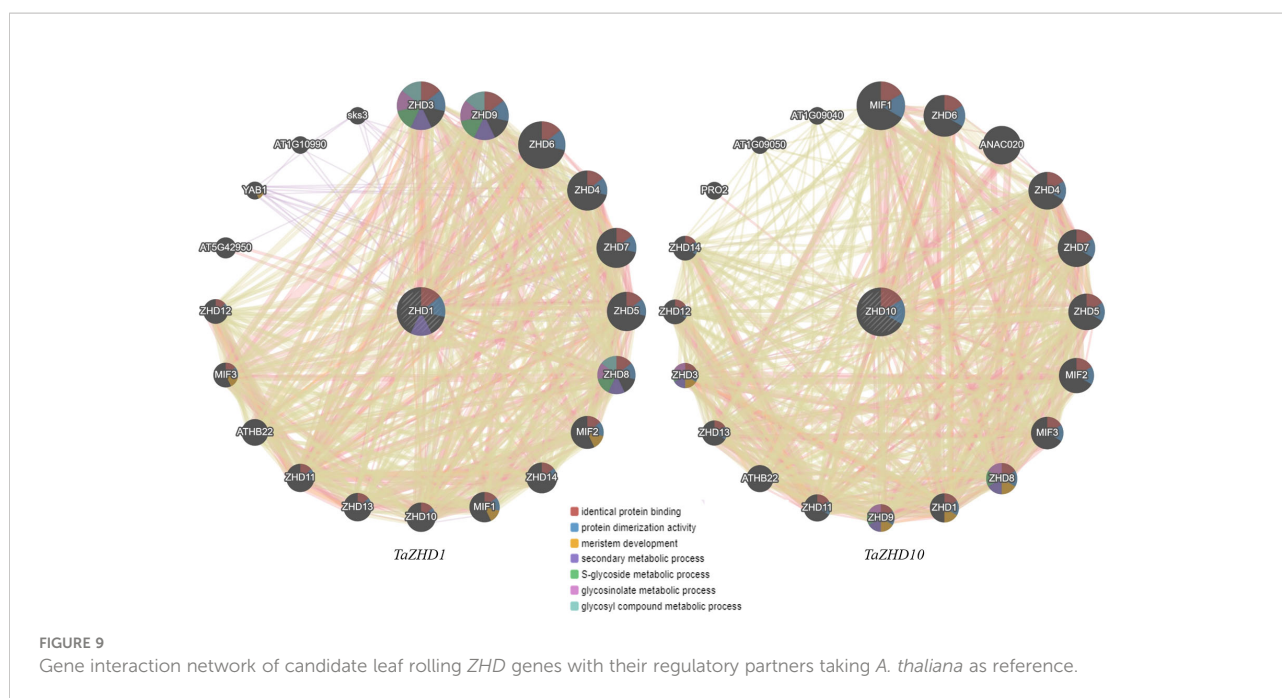 ZHD3
ZHD9
ZHD6
ZHD4
ZHD7
ZHD5
ZHD8
MIF2
ZHD14
MIF1
ZHD10
ZHD13
ZHD11
ATHB22
MIF3
ZHD12
AT5G42950
YAB1
AT1G10990
sks3
ZHD1
TaZHD1
MIF1
ZHD6
ANAC020
ZHD4
ZHD7
ZHD5
MIF2
MIF3
ZHD8
ZHD1
ZHD9
ZHD11
ATHB22
ZHD13
ZHD3
ZHD12
ZHD14
PRO2
AT1G09050
AT1G09040
ZHD10
TaZHD10
identical protein binding
protein dimerization activity
meristem development
secondary metabolic process
S-glycoside metabolic process
glycosinolate metabolic process
glycosyl compound metabolic process
FIGURE 9
Gene interaction network of candidate leaf rolling ZHD genes with their regulatory partners taking A. thaliana as reference.